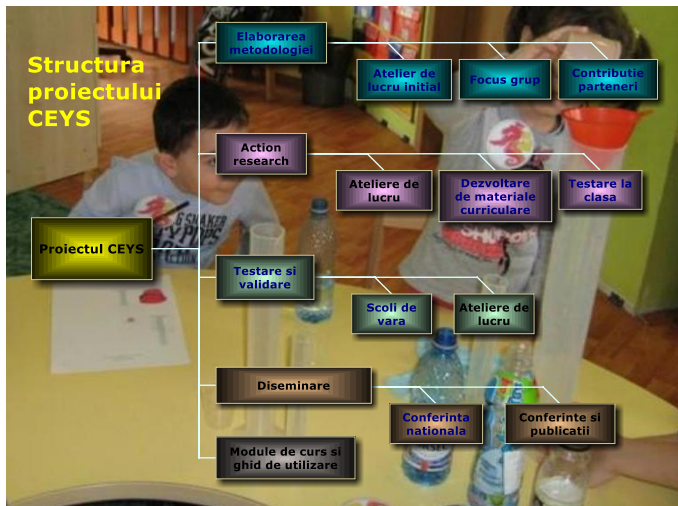 Structura
proiectului
CEYS
Elaborarea
metodologiei
Atelier de
lucru initial
Focus grup
Contributie
parteneri
Action
research
Ateliere de
lucru
Dezvoltare
de materiale
curriculare
Testare la
clasa
Proiectul CEYS
Testare si
validare
Scoli de
vara
Ateliere de
lucru
Diseminare
Conferinta
nationala
Conferinte si
publicatii
Module de curs si
ghid de utilizare